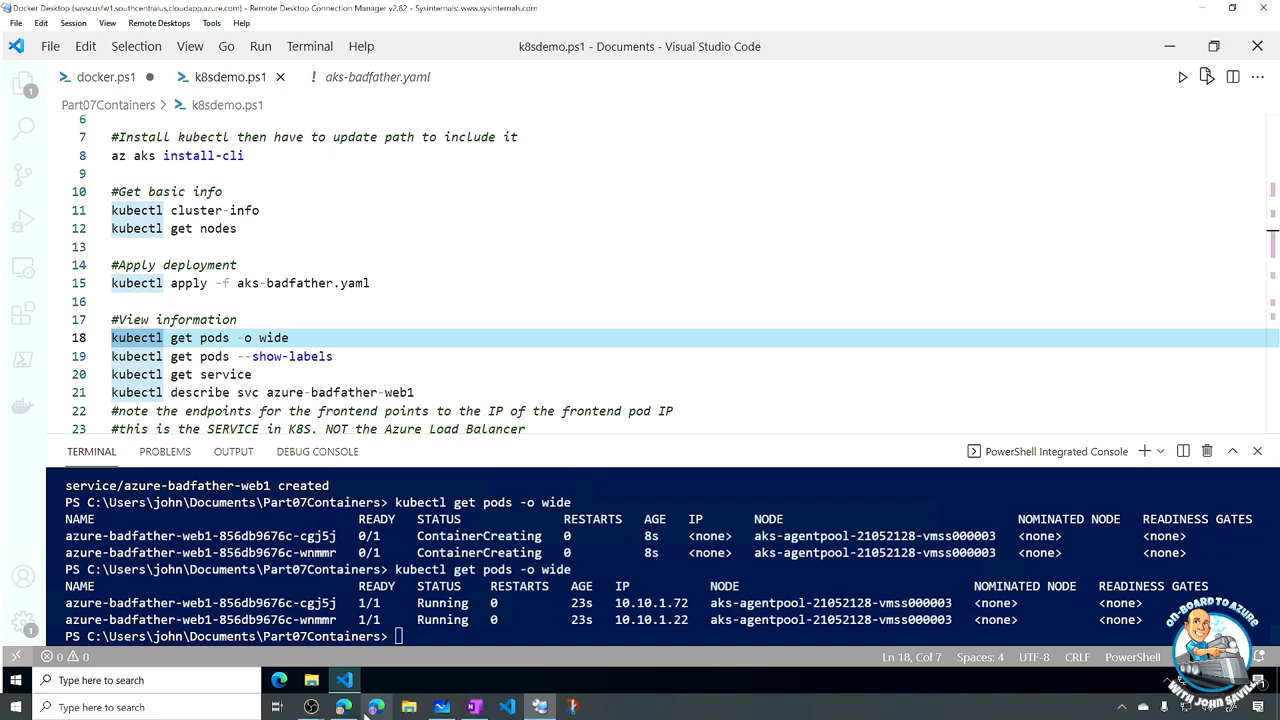 Docker Desktop (savscusfw1.southcentralus.cloudapp.azure.com) - Remote Desktop Connection Manager v2.82 - Sysinternals: www.sysinternals.com
File Edit Session View Remote Desktops Tools Help
File Edit Selection View Go Run Terminal Help
k8sdemo.ps1 - Documents - Visual Studio Code
docker.ps1 k8sdemo.ps1 ! aks-badfather.yaml
Part07Containers > k8sdemo.ps1
6
7 #Install kubectl then have to update path to include it
8 az aks install-cli
9
10 #Get basic info
11 kubectl cluster-info
12 kubectl get nodes
13
14 #Apply deployment
15 kubectl apply -f aks-badfather.yaml
16
17 #View information
18 kubectl get pods -o wide
19 kubectl get pods --show-labels
20 kubectl get service
21 kubectl describe svc azure-badfather-web1
22 #note the endpoints for the frontend points to the IP of the frontend pod IP
23 #this is the SERVICE in K8S, NOT the Azure Load Balancer
TERMINAL PROBLEMS OUTPUT DEBUG CONSOLE PowerShell Integrated Console
service/azure-badfather-web1 created
PS C:\Users\john\Documents\Part07Containers> kubectl get pods -o wide
NAME READY STATUS RESTARTS AGE IP NODE NOMINATED NODE READINESS GATES
azure-badfather-web1-856db9676c-cgj5j 0/1 ContainerCreating 0 8s <none> aks-agentpool-21052128-vmss000003 <none> <none>
azure-badfather-web1-856db9676c-wnmmr 0/1 ContainerCreating 0 8s <none> aks-agentpool-21052128-vmss000003 <none> <none>
PS C:\Users\john\Documents\Part07Containers> kubectl get pods -o wide
NAME READY STATUS RESTARTS AGE IP NODE NOMINATED NODE READINESS GATES
azure-badfather-web1-856db9676c-cgj5j 1/1 Running 0 23s 10.10.1.72 aks-agentpool-21052128-vmss000003 <none> <none>
azure-badfather-web1-856db9676c-wnmmr 1/1 Running 0 23s 10.10.1.22 aks-agentpool-21052128-vmss000003 <none> <none>
PS C:\Users\john\Documents\Part07Containers>
0 0 Ln 18, Col 7 Spaces: 4 UTF-8 CRLF PowerShell
Type here to search
Type here to search
ON-BOARD TO AZURE
WITH JOHN SAVILL